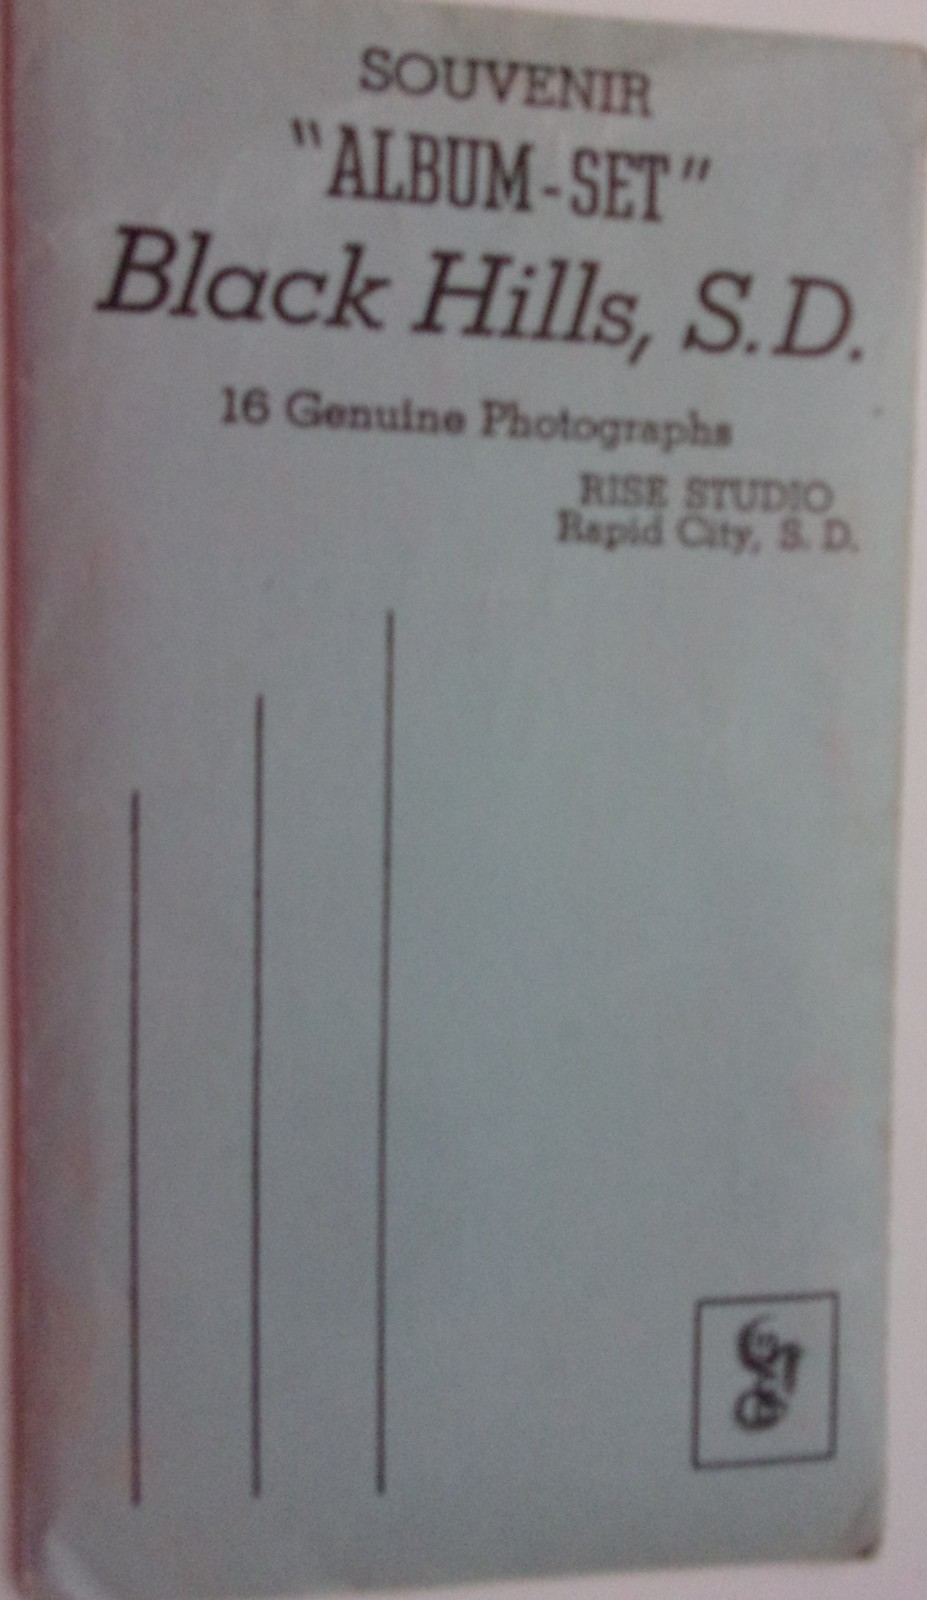 SOUVENIR
"ALBUM-SET"
Black Hills, S.D.
16 Genuine Photographs
RISE STUDIO
Rapid City, S. D.